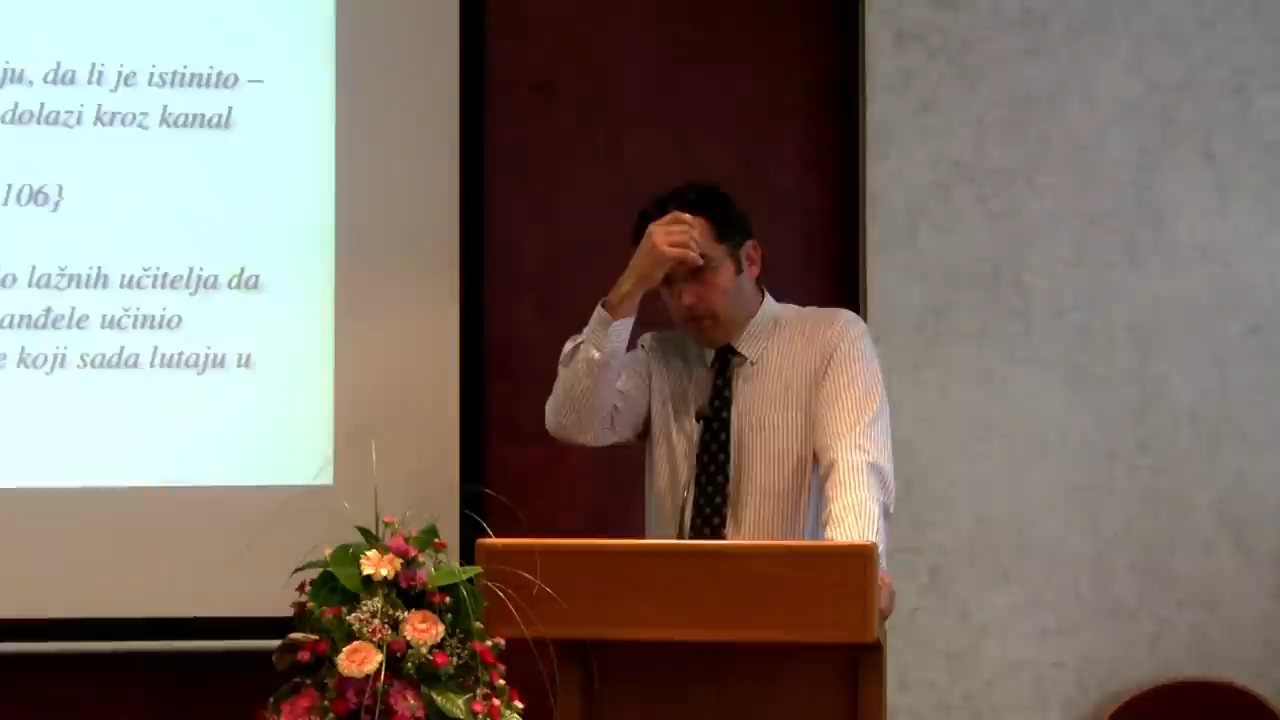 ju, da li je istinito –
dolazi kroz kanal
106}
o lažnih učitelja da
anđele učinio
e koji sada lutaju u